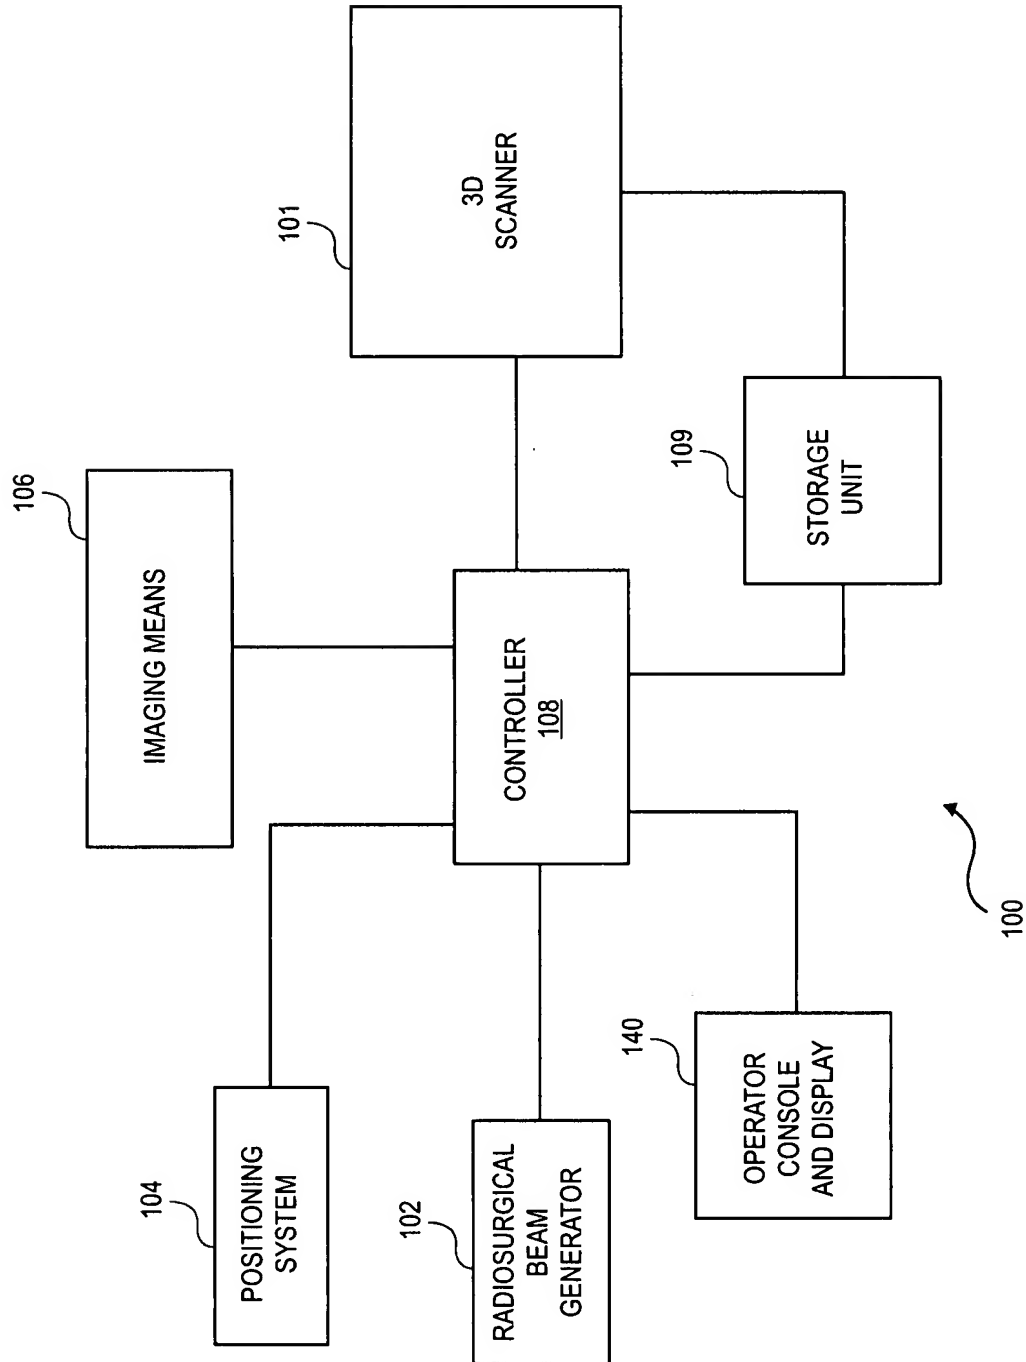 106
IMAGING MEANS
101
3D
SCANNER
104
POSITIONING
SYSTEM
CONTROLLER
108
102
RADIOSURGICAL
BEAM
GENERATOR
109
STORAGE
UNIT
140
OPERATOR
CONSOLE
AND DISPLAY
100